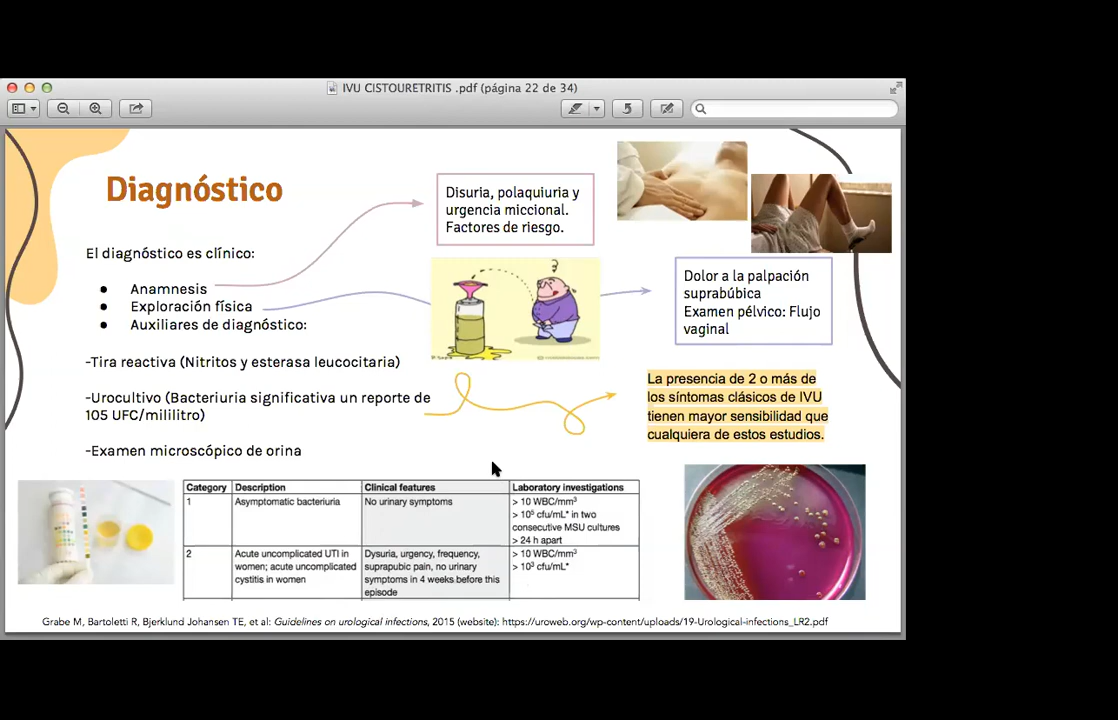 IVU CISTOURETRITIS .pdf (página 22 de 34)
Diagnóstico
Disuria, polaquiuria y
urgencia miccional.
Factores de riesgo.
El diagnóstico es clínico:
● Anamnesis
● Exploración física
● Auxiliares de diagnóstico:
Dolor a la palpación
suprabúbica
Examen pélvico: Flujo
vaginal
-Tira reactiva (Nitritos y esterasa leucocitaria)
-Urocultivo (Bacteriuria significativa un reporte de
105 UFC/mililitro)
-Examen microscópico de orina
La presencia de 2 o más de
los síntomas clásicos de IVU
tienen mayor sensibilidad que
cualquiera de estos estudios.
Category Description Clinical features Laboratory investigations
1 Asymptomatic bacteriuria No urinary symptoms > 10 WBC/mm³
> 10⁵ cfu/mL* in two
consecutive MSU cultures
> 24 h apart
2 Acute uncomplicated UTI in Dysuria, urgency, frequency, > 10 WBC/mm³
women; acute uncomplicated suprapubic pain, no urinary > 10³ cfu/mL*
cystitis in women symptoms in 4 weeks before this
episode
Grabe M, Bartoletti R, Bjerklund Johansen TE, et al: Guidelines on urological infections, 2015 (website): https://uroweb.org/wp-content/uploads/19-Urological-infections_LR2.pdf